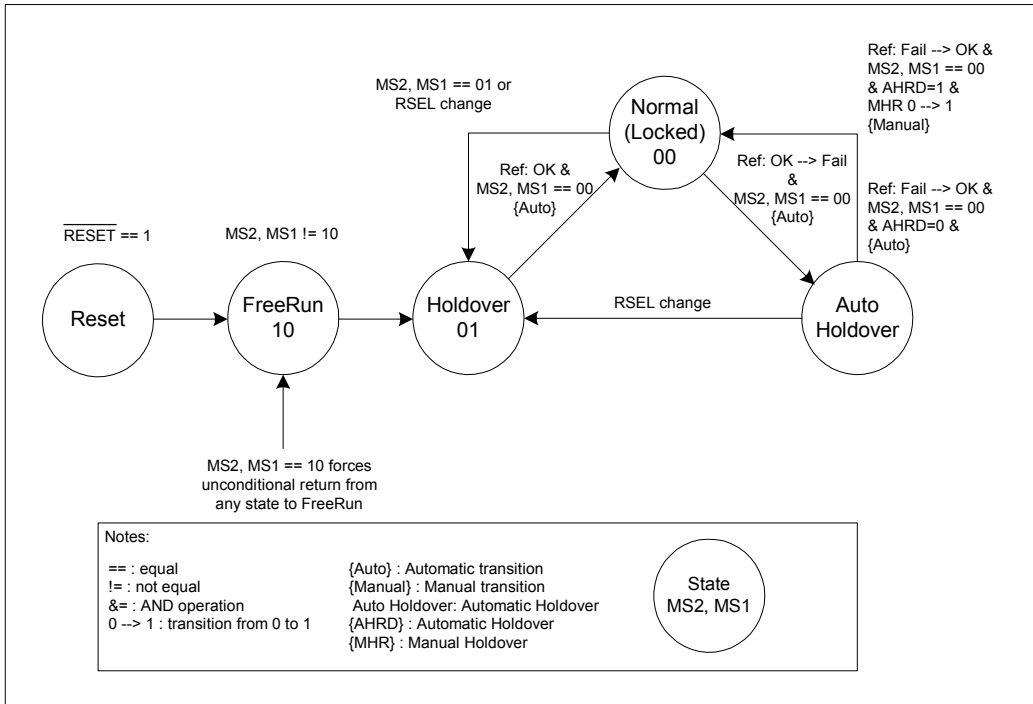 Ref: Fail --> OK &
MS2, MS1 == 00
& AHRD=1 &
MHR 0 --> 1
{Manual}
MS2, MS1 == 01 or
RSEL change
Normal
(Locked)
00
Ref: OK &
MS2, MS1 == 00
{Auto}
Ref: OK --> Fail
&
MS2, MS1 == 00
{Auto}
Ref: Fail --> OK &
MS2, MS1 == 00
& AHRD=0 &
{Auto}
RESET == 1
MS2, MS1 != 10
Reset
FreeRun
10
Holdover
01
RSEL change
Auto
Holdover
MS2, MS1 == 10 forces
unconditional return from
any state to FreeRun
Notes:
== : equal
!= : not equal
&= : AND operation
0 --> 1 : transition from 0 to 1
{Auto} : Automatic transition
{Manual} : Manual transition
Auto Holdover: Automatic Holdover
{AHRD} : Automatic Holdover
{MHR} : Manual Holdover
State
MS2, MS1